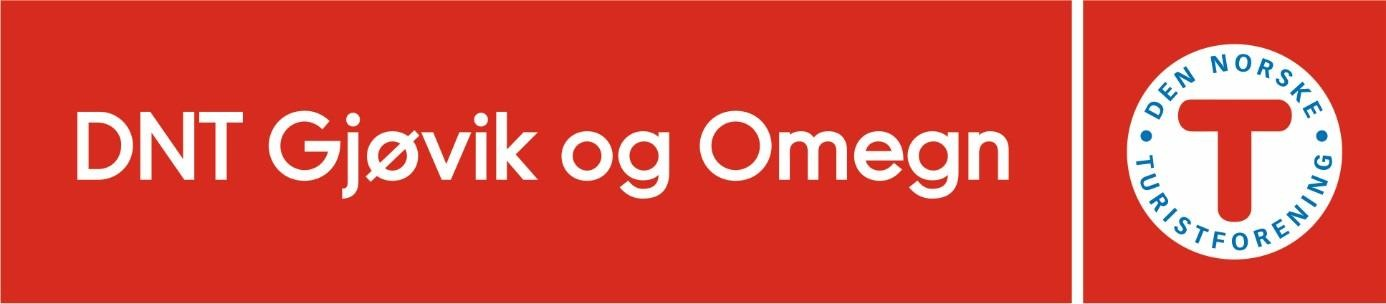 DNT Gjøvik og Omegn
DEN NORSKE
T
TURISTFORENING